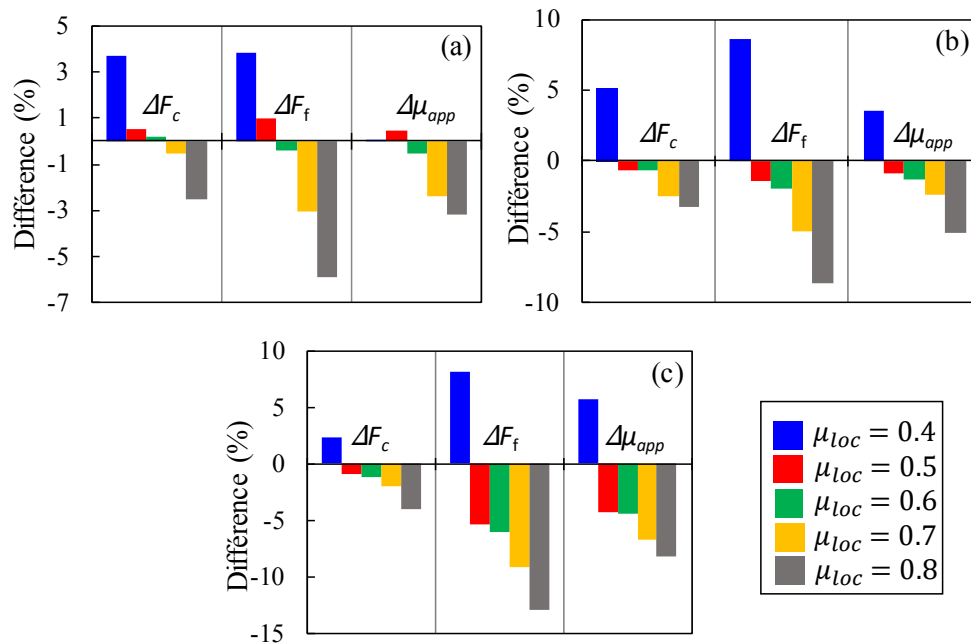 (a)
Différence (%)
5
3
1
-1
-3
-5
-7
ΔF_c
ΔF_f
Δμ_app
(b)
Différence (%)
10
5
0
-5
-10
ΔF_c
ΔF_f
Δμ_app
(c)
Différence (%)
10
5
0
-5
-10
-15
ΔF_c
ΔF_f
Δμ_app
μ_loc = 0.4
μ_loc = 0.5
μ_loc = 0.6
μ_loc = 0.7
μ_loc = 0.8